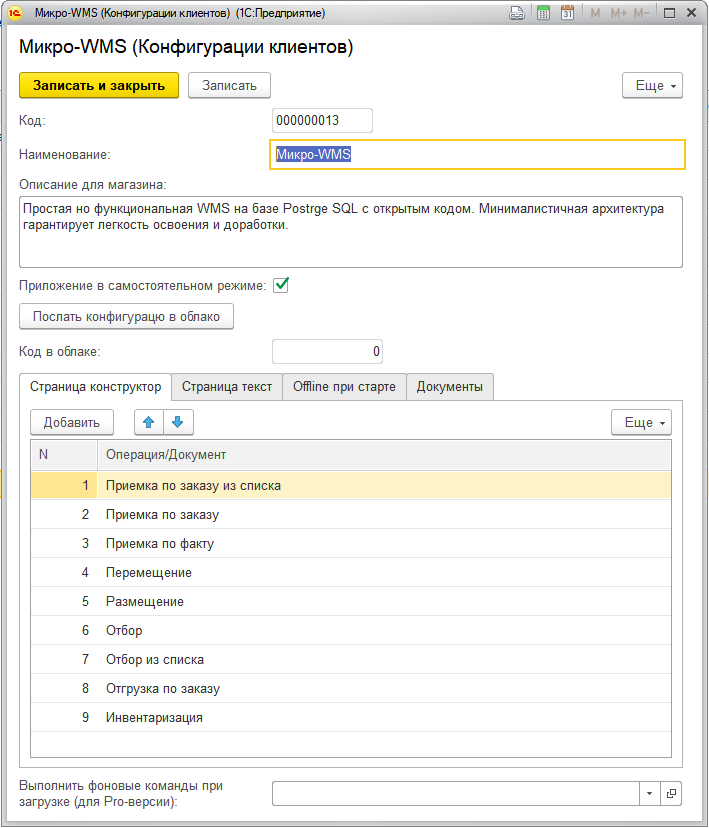 Микро-WMS (Конфигурации клиентов) (1С:Предприятие)
31
M M+ M-
Микро-WMS (Конфигурации клиентов)
Записать и закрыть
Записать
Еще
Код:
000000013
Наименование:
Микро-WMS
Описание для магазина:
Простая но функциональная WMS на базе Postrge SQL с открытым кодом. Минималистичная архитектура
гарантирует легкость освоения и доработки.
Приложение в самостоятельном режиме:
Послать конфигурацю в облако
Код в облаке:
0
Страница конструктор
Страница текст
Offline при старте
Документы
Добавить
Еще
N Операция/Документ
1 Приемка по заказу из списка
2 Приемка по заказу
3 Приемка по факту
4 Перемещение
5 Размещение
6 Отбор
7 Отбор из списка
8 Отгрузка по заказу
9 Инвентаризация
Выполнить фоновые команды при
загрузке (для Pro-версии):